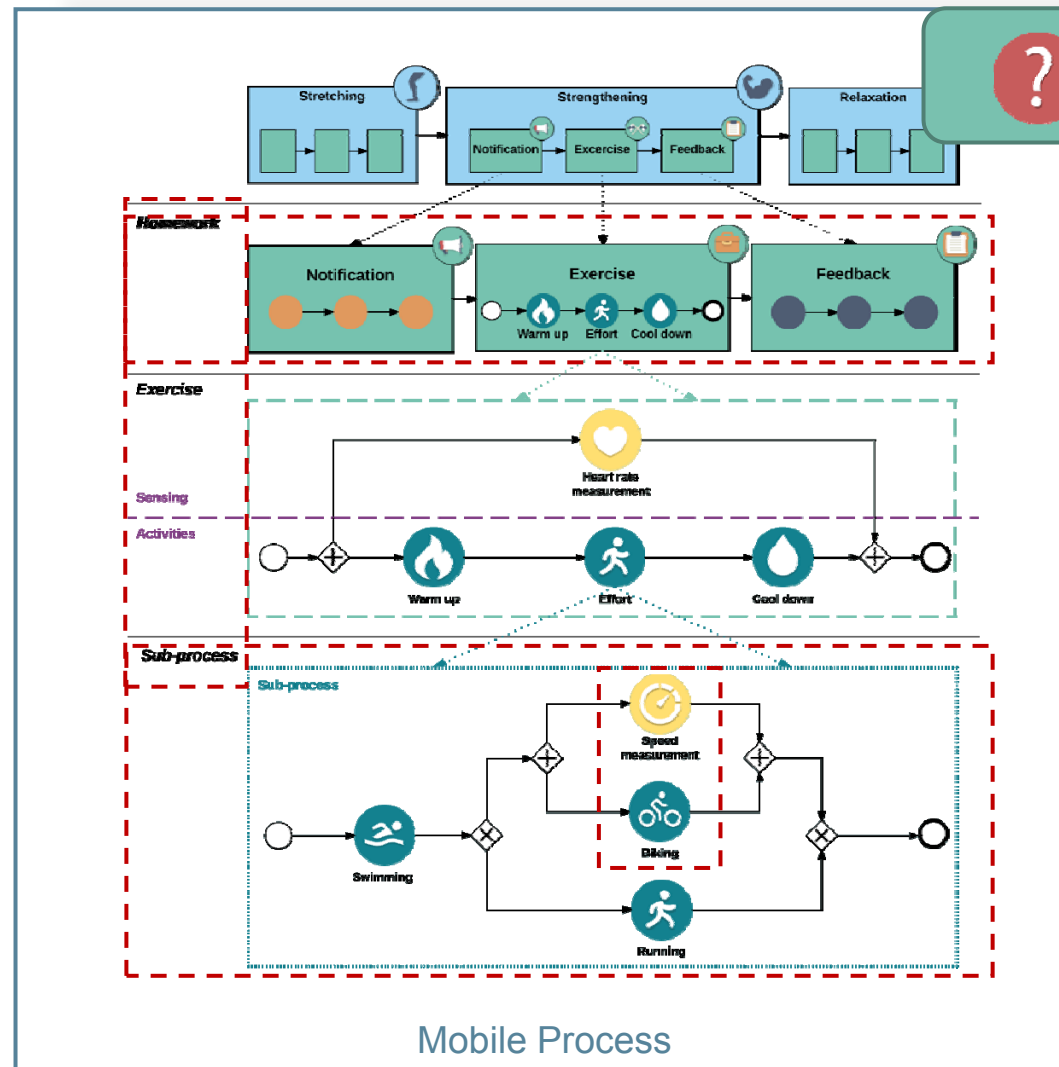 ?
Stretching
Strengthening
Relaxation
Notification
Excercise
Feedback
Homework
Notification
Exercise
Feedback
Warm up
Effort
Cool down
Exercise
Heart rate
measurement
Sensing
Activities
Warm up
Effort
Cool down
Sub-process
Sub-process
Speed
measurement
Biking
Swimming
Running
Mobile Process